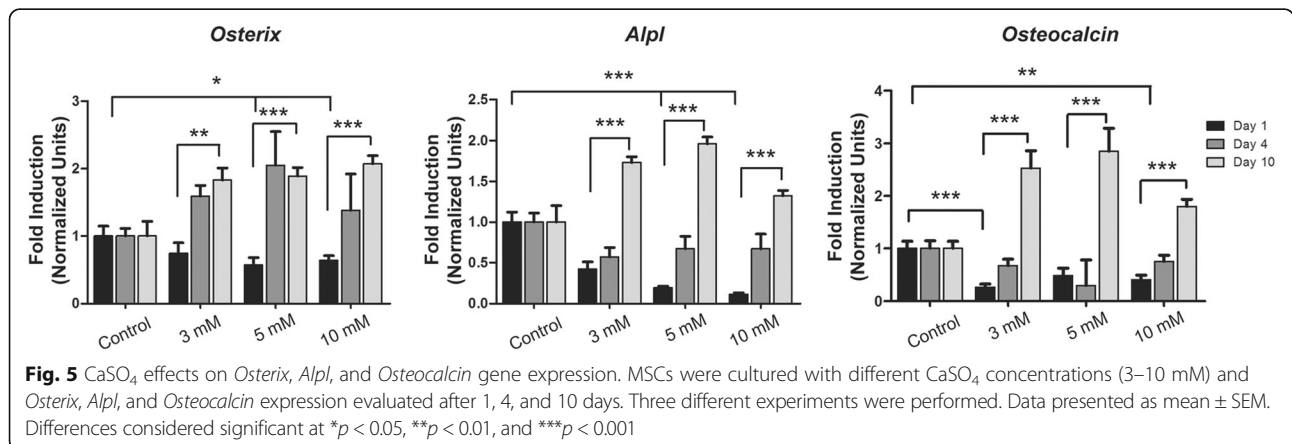 Osterix
Alpl
Osteocalcin
Fold Induction
(Normalized Units)
3
2
1
0
*
**
***
***
Control
3 mM
5 mM
10 mM
Fold Induction
(Normalized Units)
2.5
2.0
1.5
1.0
0.5
0.0
***
***
***
***
Control
3 mM
5 mM
10 mM
Fold Induction
(Normalized Units)
4
3
2
1
0
**
***
***
***
***
Control
3 mM
5 mM
10 mM
Day 1
Day 4
Day 10
Fig. 5 CaSO₄ effects on Osterix, Alpl, and Osteocalcin gene expression. MSCs were cultured with different CaSO₄ concentrations (3–10 mM) and
Osterix, Alpl, and Osteocalcin expression evaluated after 1, 4, and 10 days. Three different experiments were performed. Data presented as mean ± SEM.
Differences considered significant at *p < 0.05, **p < 0.01, and ***p < 0.001